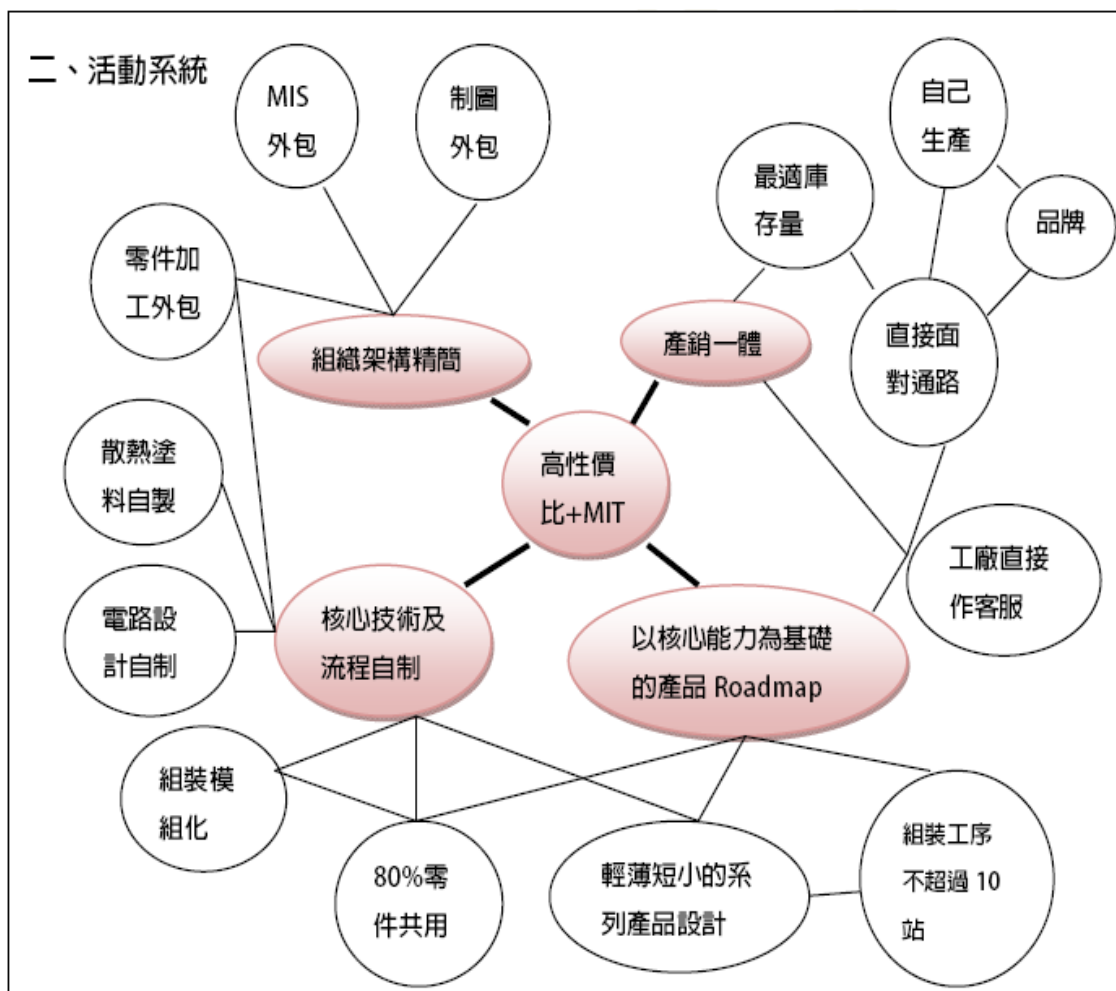 二、活動系統
MIS
外包
制圖
外包
自己
生產
最適庫
存量
品牌
零件加
工外包
組織架構精簡
產銷一體
直接面
對通路
散熱塗
料自製
高性價
比+MIT
工廠直接
作客服
電路設
計自制
核心技術及
流程自制
以核心能力為基礎
的產品 Roadmap
組裝模
組化
80%零
件共用
輕薄短小的系
列產品設計
組裝工序
不超過 10
站